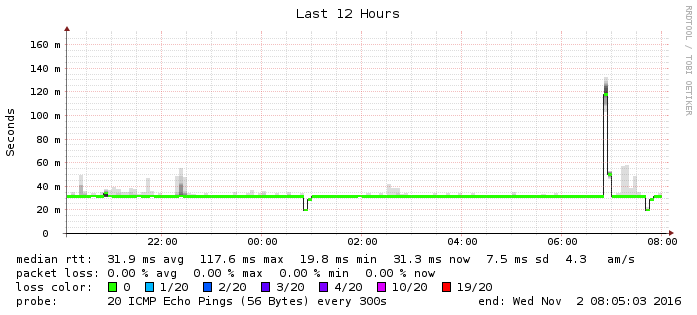 Last 12 Hours
RRDTOOL / TOBI OETIKER
Seconds
160 m
140 m
120 m
100 m
80 m
60 m
40 m
20 m
0
22:00 00:00 02:00 04:00 06:00 08:00
median rtt: 31.9 ms avg 117.6 ms max 19.8 ms min 31.3 ms now 7.5 ms sd 4.3 am/s
packet loss: 0.00 % avg 0.00 % max 0.00 % min 0.00 % now
loss color: 0 1/20 2/20 3/20 4/20 10/20 19/20
probe: 20 ICMP Echo Pings (56 Bytes) every 300s end: Wed Nov 2 08:05:03 2016